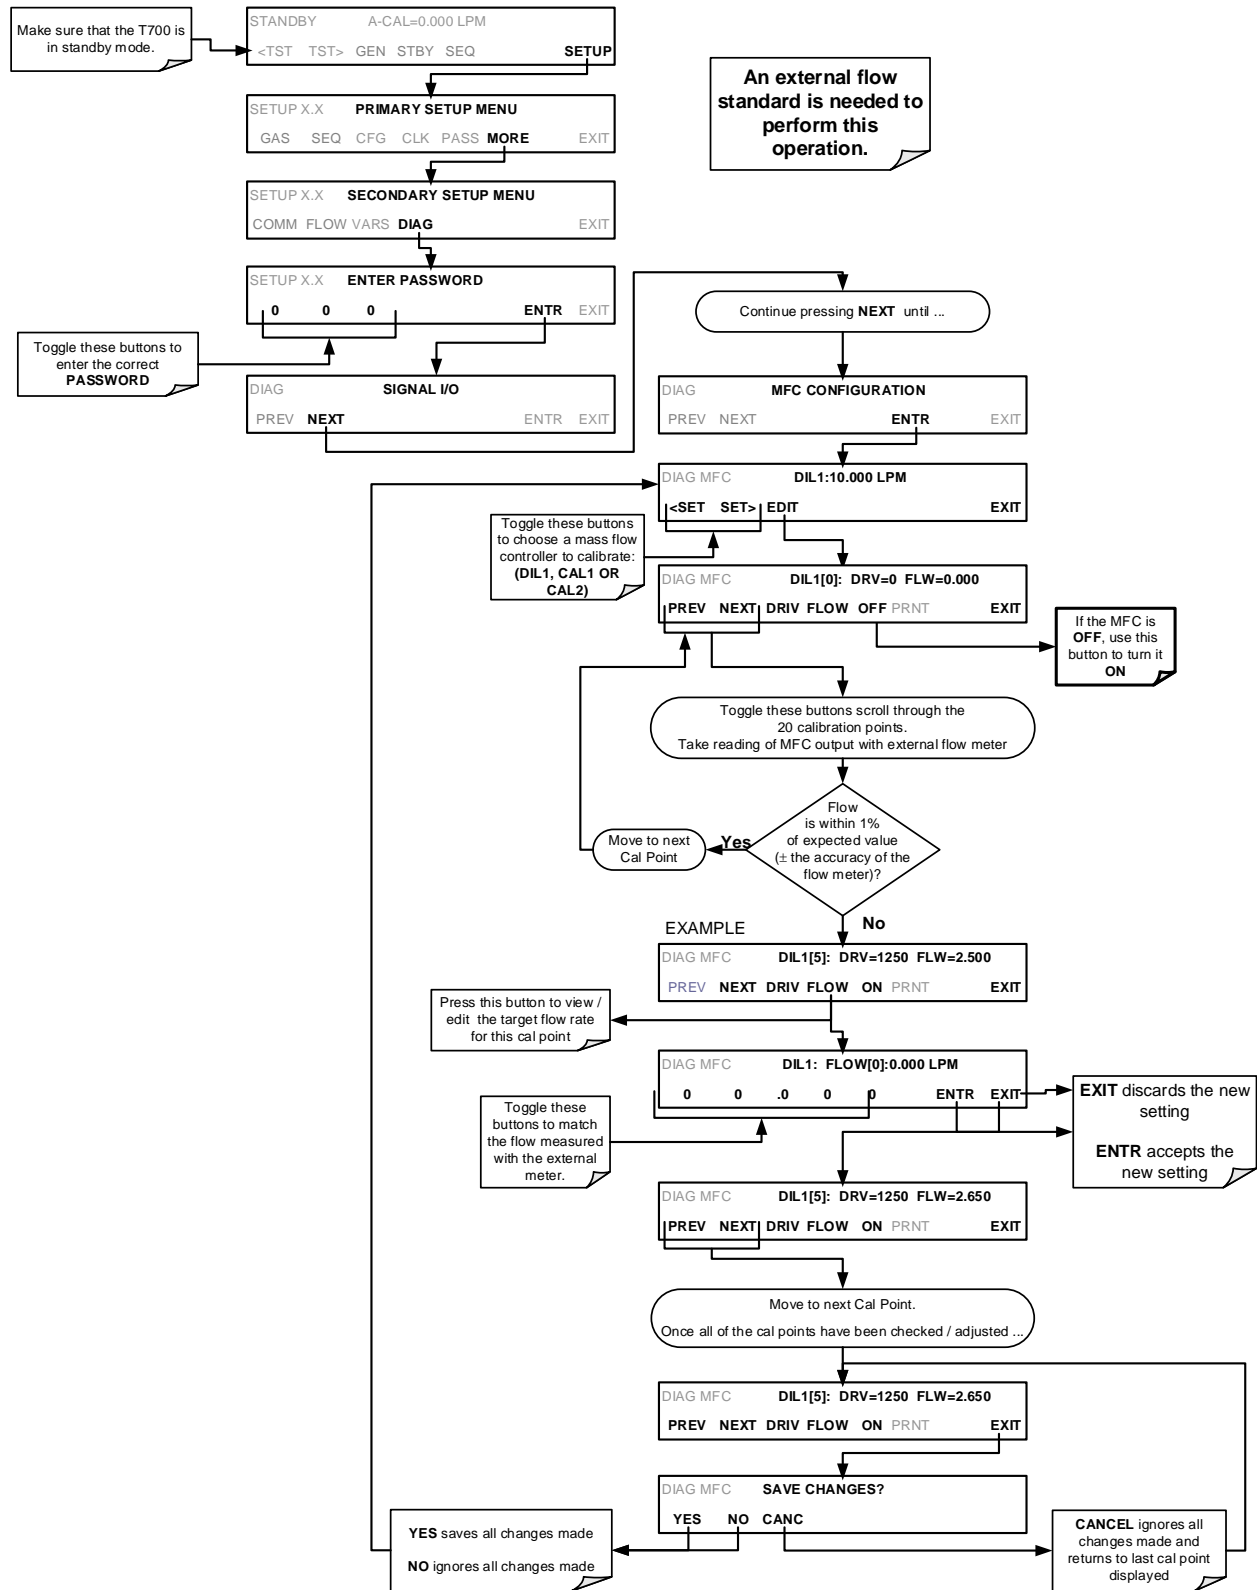 Make sure that the T700 is
in standby mode.
STANDBY A-CAL=0.000 LPM
<TST TST> GEN STBY SEQ SETUP
An external flow
standard is needed to
perform this
operation.
SETUP X.X PRIMARY SETUP MENU
GAS SEQ CFG CLK PASS MORE EXIT
SETUP X.X SECONDARY SETUP MENU
COMM FLOW VARS DIAG EXIT
SETUP X.X ENTER PASSWORD
0 0 0 ENTR EXIT
Toggle these buttons to
enter the correct
PASSWORD
DIAG SIGNAL I/O
PREV NEXT ENTR EXIT
Continue pressing NEXT until ...
DIAG MFC CONFIGURATION
PREV NEXT ENTR EXIT
DIAG MFC DIL1:10.000 LPM
<SET SET> EDIT EXIT
Toggle these buttons
to choose a mass flow
controller to calibrate:
(DIL1, CAL1 OR
CAL2)
DIAG MFC DIL1[0]: DRV=0 FLW=0.000
PREV NEXT DRIV FLOW OFF PRNT EXIT
If the MFC is
OFF, use this
button to turn it
ON
Toggle these buttons scroll through the
20 calibration points.
Take reading of MFC output with external flow meter
Flow
is within 1%
of expected value
(± the accuracy of the
flow meter)?
Yes
Move to next
Cal Point
No
EXAMPLE
DIAG MFC DIL1[5]: DRV=1250 FLW=2.500
PREV NEXT DRIV FLOW ON PRNT EXIT
Press this button to view /
edit the target flow rate
for this cal point
DIAG MFC DIL1: FLOW[0]:0.000 LPM
0 0 .0 0 0 ENTR EXIT
Toggle these
buttons to match
the flow measured
with the external
meter.
EXIT discards the new
setting
ENTR accepts the
new setting
DIAG MFC DIL1[5]: DRV=1250 FLW=2.650
PREV NEXT DRIV FLOW ON PRNT EXIT
Move to next Cal Point.
Once all of the cal points have been checked / adjusted ...
DIAG MFC DIL1[5]: DRV=1250 FLW=2.650
PREV NEXT DRIV FLOW ON PRNT EXIT
DIAG MFC SAVE CHANGES?
YES NO CANC
YES saves all changes made
NO ignores all changes made
CANCEL ignores all
changes made and
returns to last cal point
displayed